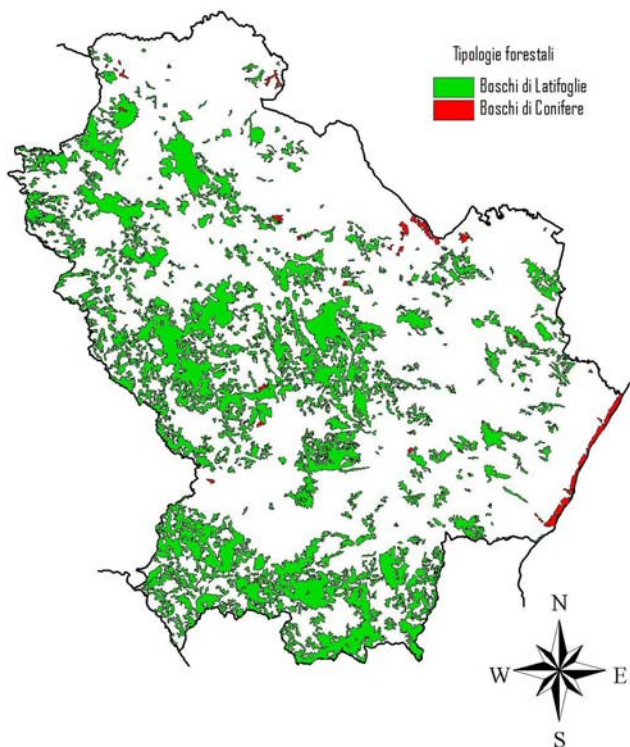 Tipologie forestali
Boschi di Latifoglie
Boschi di Conifere
N
W E
S